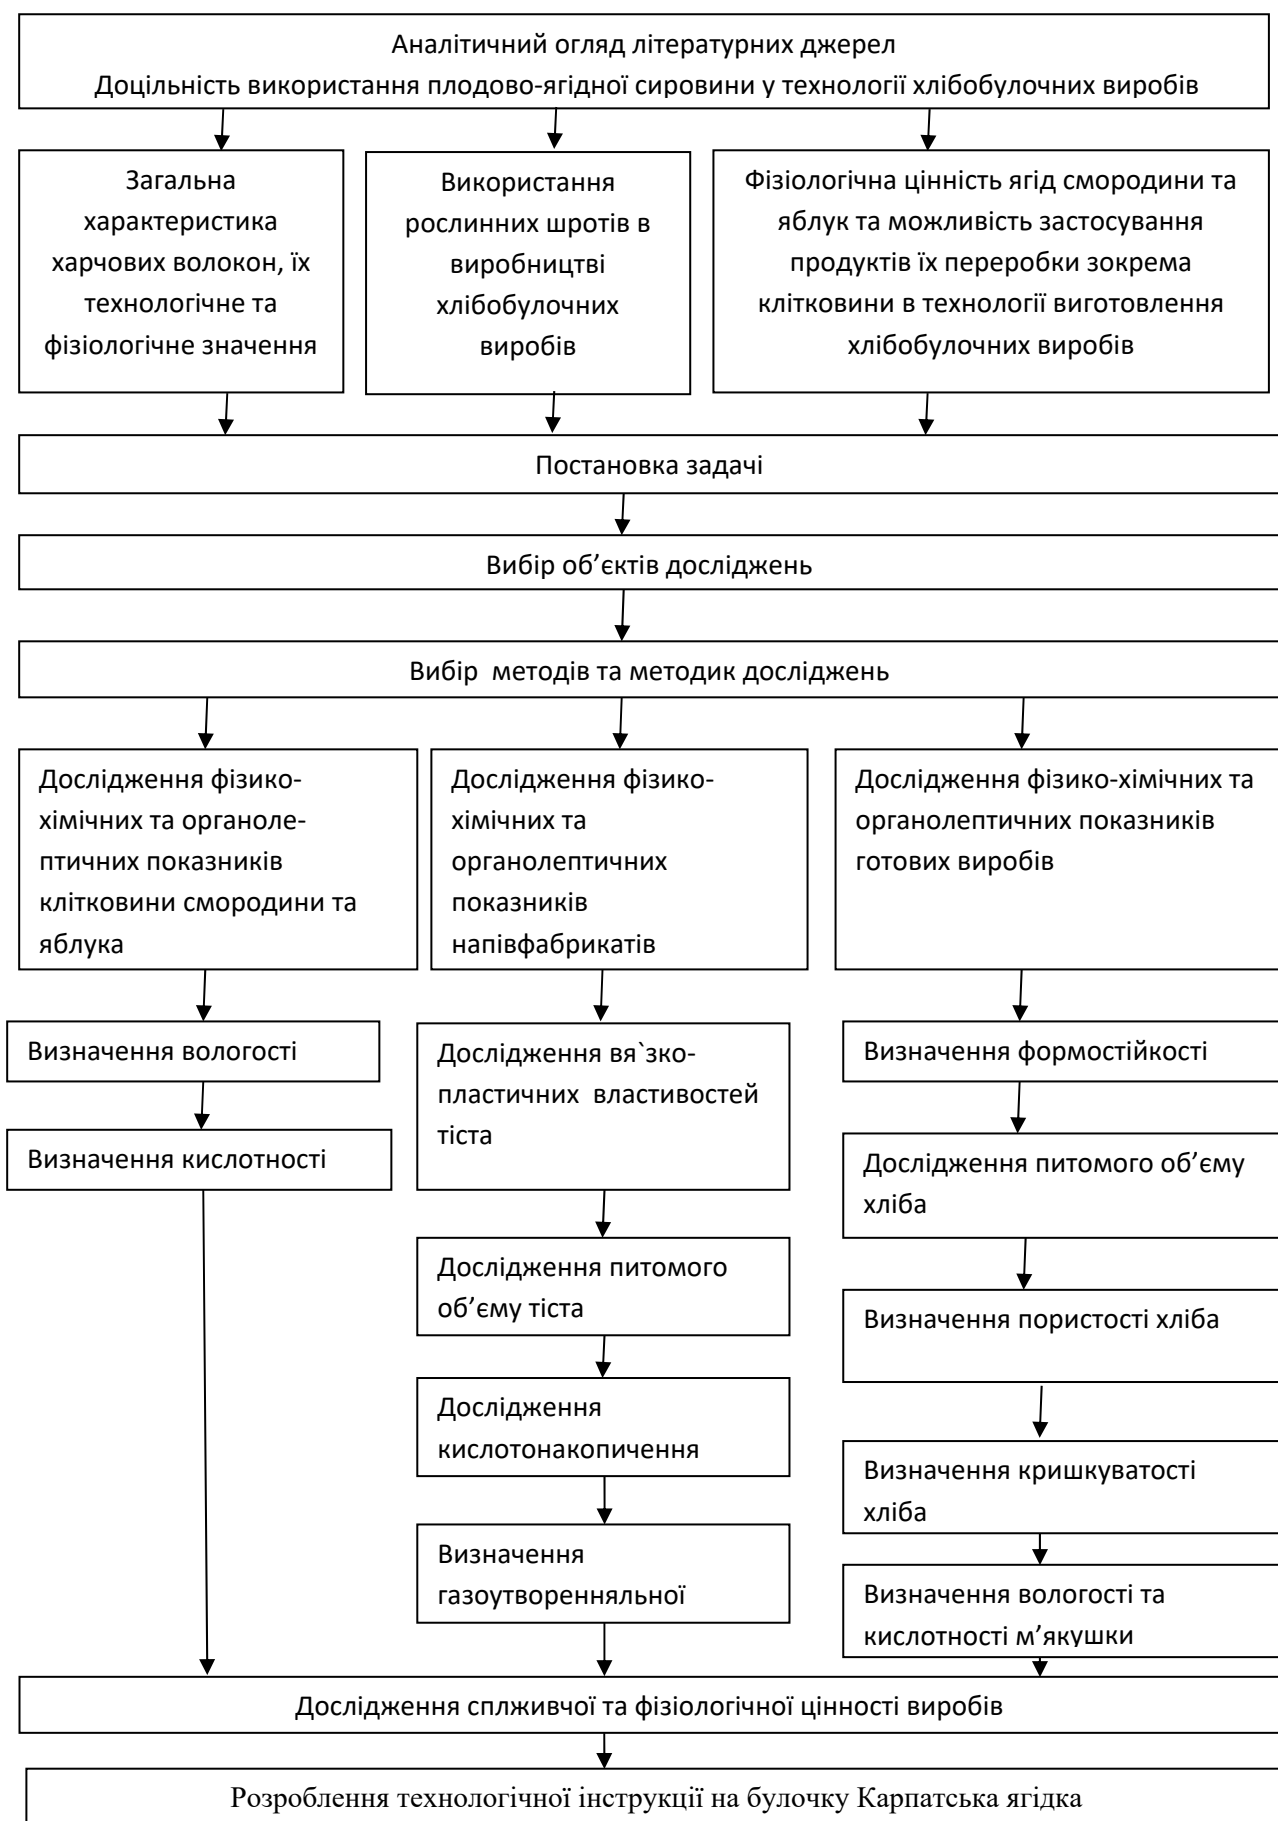 Аналітичний огляд літературних джерел
Доцільність використання плодово-ягідної сировини у технології хлібобулочних виробів
Загальна
характеристика
харчових волокон, їх
технологічне та
фізіологічне значення
Використання
рослинних шротів в
виробництві
хлібобулочних
виробів
Фізіологічна цінність ягід смородини та
яблук та можливість застосування
продуктів їх переробки зокрема
клітковини в технології виготовлення
хлібобулочних виробів
Постановка задачі
Вибір об’єктів досліджень
Вибір методів та методик досліджень
Дослідження фізико-
хімічних та органоле-
птичних показників
клітковини смородини та
яблука
Дослідження фізико-
хімічних та
органолептичних
показників
напівфабрикатів
Дослідження фізико-хімічних та
органолептичних показників
готових виробів
Визначення вологості
Визначення кислотності
Дослідження вя`зко-
пластичних властивостей
тіста
Дослідження питомого
об’єму тіста
Дослідження
кислотонакопичення
Визначення
газоутворенняльної
Визначення формостійкості
Дослідження питомого об’єму
хліба
Визначення пористості хліба
Визначення кришкуватості
хліба
Визначення вологості та
кислотності м’якушки
Дослідження сплживчої та фізіологічної цінності виробів
Розроблення технологічної інструкції на булочку Карпатська ягідка